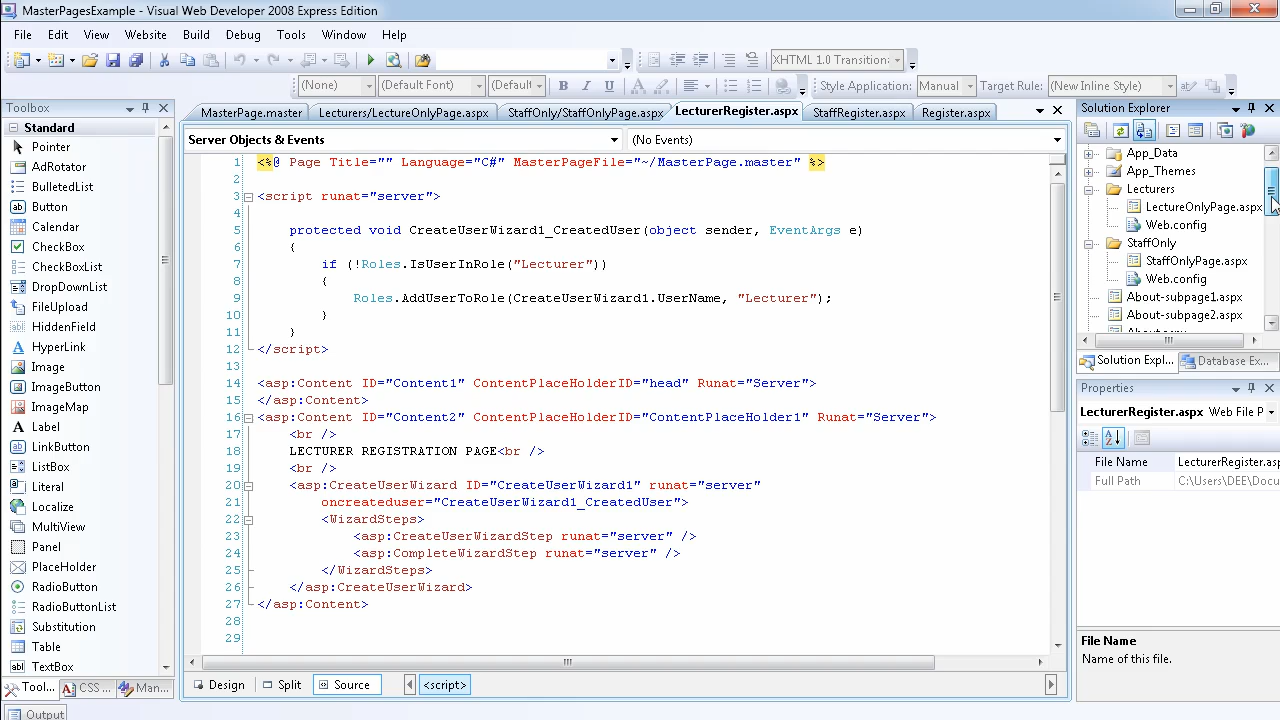 MasterPagesExample - Visual Web Developer 2008 Express Edition
File Edit View Website Build Debug Tools Window Help
XHTML 1.0 Transition:
(None) (Default Font) (Default B I U A Style Application: Manual Target Rule: (New Inline Style)
Toolbox
Standard
Pointer
AdRotator
BulletedList
Button
Calendar
CheckBox
CheckBoxList
DropDownList
FileUpload
HiddenField
HyperLink
Image
ImageButton
ImageMap
Label
LinkButton
ListBox
Literal
Localize
MultiView
Panel
PlaceHolder
RadioButton
RadioButtonList
Substitution
Table
TextBox
Tool... CSS ... Man...
Output
MasterPage.master Lecturers/LectureOnlyPage.aspx StaffOnly/StaffOnlyPage.aspx LecturerRegister.aspx StaffRegister.aspx Register.aspx
Server Objects & Events (No Events)
1 <%@ Page Title="" Language="C#" MasterPageFile="~/MasterPage.master" %>
2
3 <script runat="server">
4
5 protected void CreateUserWizard1_CreatedUser(object sender, EventArgs e)
6 {
7 if (!Roles.IsUserInRole("Lecturer"))
8 {
9 Roles.AddUserToRole(CreateUserWizard1.UserName, "Lecturer");
10 }
11 }
12 </script>
13
14 <asp:Content ID="Content1" ContentPlaceHolderID="head" Runat="Server">
15 </asp:Content>
16 <asp:Content ID="Content2" ContentPlaceHolderID="ContentPlaceHolder1" Runat="Server">
17 <br />
18 LECTURER REGISTRATION PAGE<br />
19 <br />
20 <asp:CreateUserWizard ID="CreateUserWizard1" runat="server"
21 oncreateduser="CreateUserWizard1_CreatedUser">
22 <WizardSteps>
23 <asp:CreateUserWizardStep runat="server" />
24 <asp:CompleteWizardStep runat="server" />
25 </WizardSteps>
26 </asp:CreateUserWizard>
27 </asp:Content>
28
29
Design Split Source <script>
Solution Explorer
App_Data
App_Themes
Lecturers
LectureOnlyPage.aspx
Web.config
StaffOnly
StaffOnlyPage.aspx
Web.config
About-subpage1.aspx
About-subpage2.aspx
Solution Expl... Database Ex...
Properties
LecturerRegister.aspx Web File P
File Name LecturerRegister.asp
Full Path C:\Users\DEE\Docu
File Name
Name of this file.